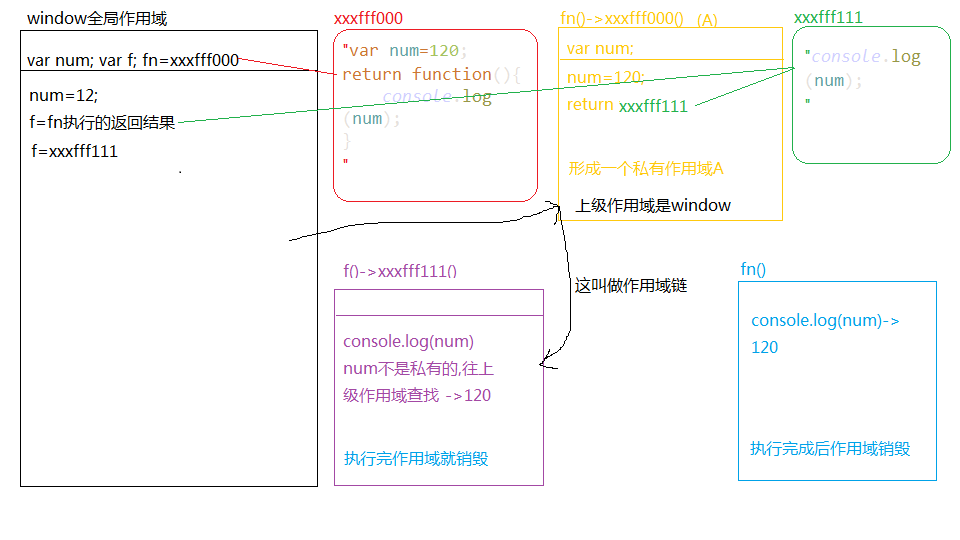 window全局作用域
var num; var f; fn=xxxfff000
num=12;
f=fn执行的返回结果
f=xxxfff111
xxxfff000
"var num=120;
return function(){
console.log
(num);
}
"
fn()->xxxfff000() (A)
var num;
num=120;
return xxxfff111
形成一个私有作用域A
上级作用域是window
xxxfff111
"console.log
(num);
"
f()->xxxfff111()
console.log(num)
num不是私有的,往上
级作用域查找 ->120
执行完作用域就销毁
这叫做作用域链
fn()
console.log(num)->
120
执行完成后作用域销毁